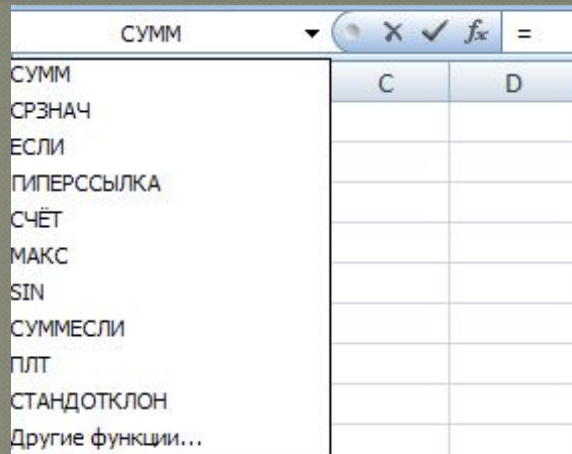 СУММ fx =
СУММ C D
СРЗНАЧ
ЕСЛИ
ГИПЕРССЫЛКА
СЧЁТ
МАКС
SIN
СУММЕСЛИ
ПЛТ
СТАНДОТКЛОН
Другие функции...